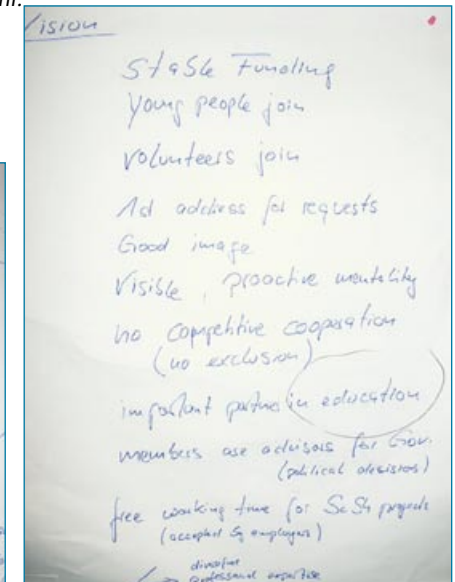 Vision
Stable Funding
Young people join
volunteers join
1st address for requests
Good image
Visible, proactive mentality
no competitive cooperation
(no exclusion)
important partner in education
members are advisors for Gov.
(political decisions)
free working time for ScSh projects
(accepted by employers)
professional expertise